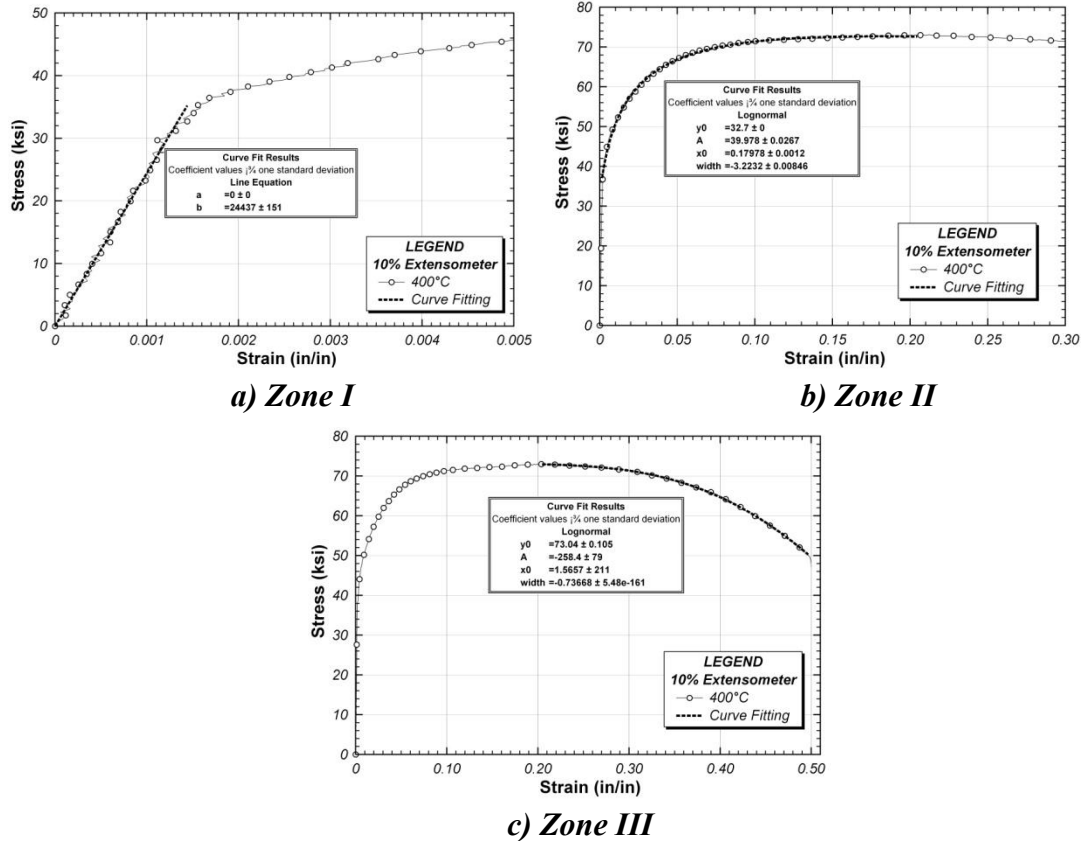 50
40
30
20
10
0
Stress (ksi)
Curve Fit Results
Coefficient values ¡¾ one standard deviation
Line Equation
a =0 ± 0
b =24437 ± 151
LEGEND
10% Extensometer
400°C
Curve Fitting
0 0.001 0.002 0.003 0.004 0.005
Strain (in/in)
a) Zone I
80
70
60
50
40
30
20
10
0
Stress (ksi)
Curve Fit Results
Coefficient values ¡¾ one standard deviation
Lognormal
y0 =32.7 ± 0
A =39.978 ± 0.0267
x0 =0.17978 ± 0.0012
width =-3.2232 ± 0.00846
LEGEND
10% Extensometer
400°C
Curve Fitting
0 0.05 0.10 0.15 0.20 0.25 0.30
Strain (in/in)
b) Zone II
80
70
60
50
40
30
20
10
0
Stress (ksi)
Curve Fit Results
Coefficient values ¡¾ one standard deviation
Lognormal
y0 =73.04 ± 0.105
A =-258.4 ± 79
x0 =1.5657 ± 211
width =-0.73668 ± 5.48e-161
LEGEND
10% Extensometer
400°C
Curve Fitting
0 0.10 0.20 0.30 0.40 0.50
Strain (in/in)
c) Zone III